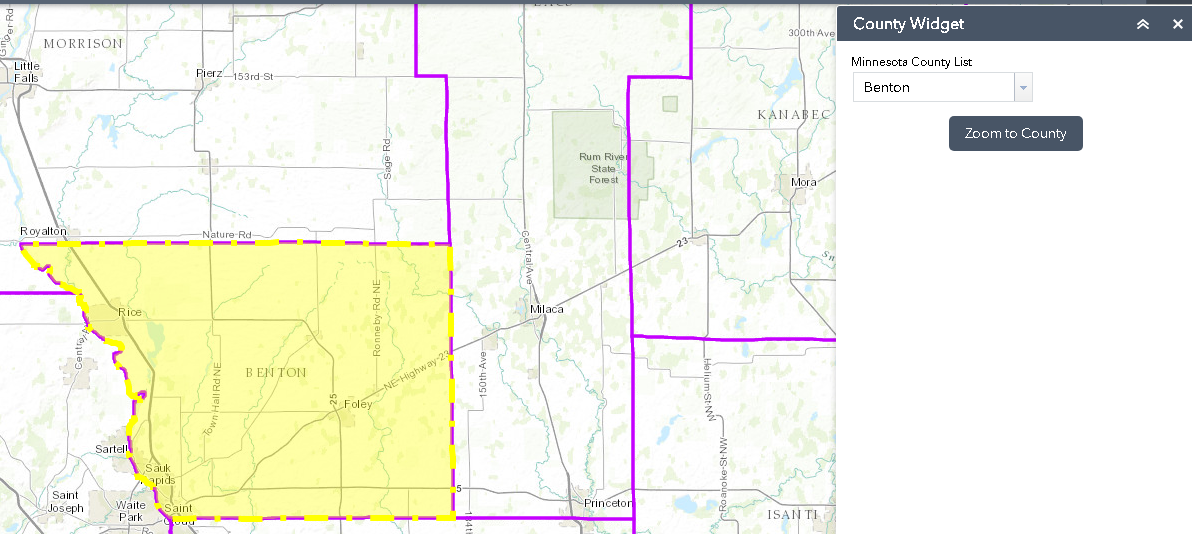 County Widget
Minnesota County List
Benton
Zoom to County
MORRISON
Little
Falls
Pierz
153rd St
300th Ave
KANABEC
Sage Rd
Rum River
State
Forest
Mora
Royalton
Nature Rd
Central Ave
23
Rice
Ronneby Rd NE
Milaca
BENTON
NE-Highway-23
150th Ave
Helium St NW
Town Hall Rd NE
25
Foley
Sartell
Sauk
Rapids
Roanoke St NW
Saint
Joseph
Waite
Park
Saint
Cloud
Princeton
ISANTI